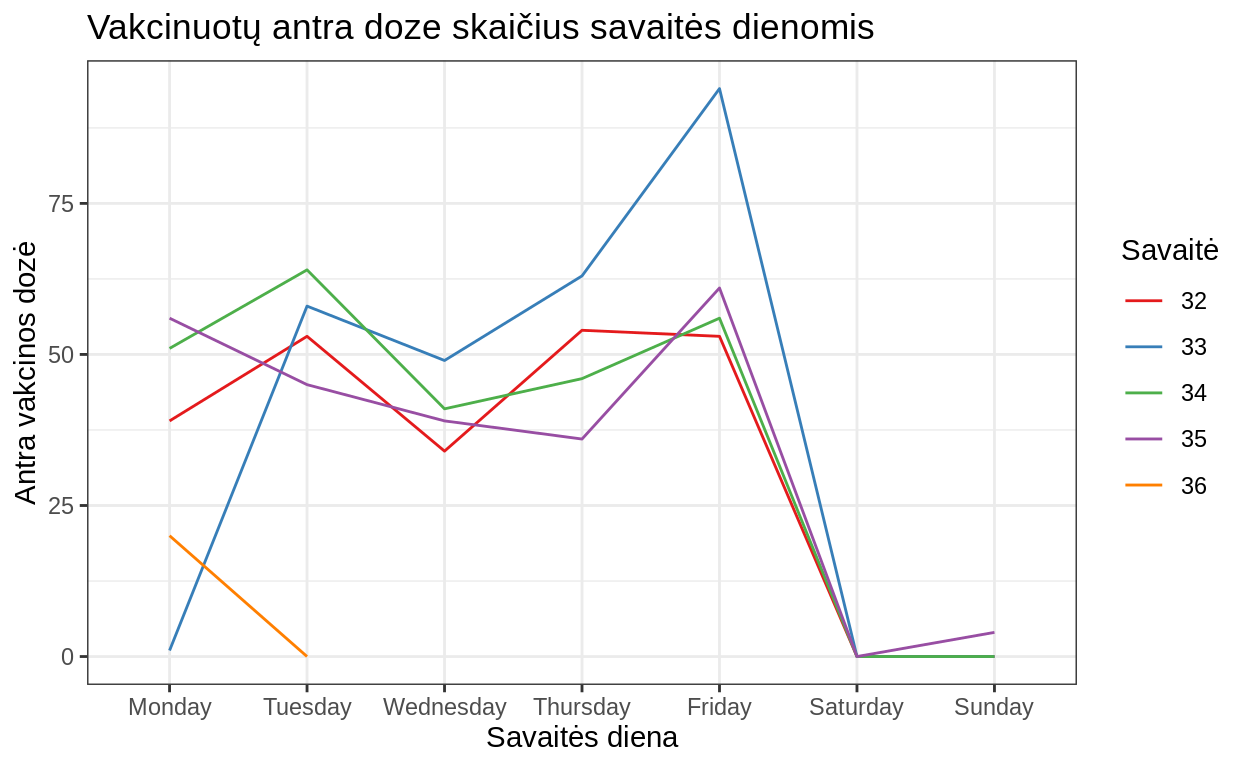 Vakcinuotų antra doze skaičius savaitės dienomis
Antra vakcinos dozė
75
50
25
0
Monday Tuesday Wednesday Thursday Friday Saturday Sunday
Savaitės diena
Savaitė
32
33
34
35
36